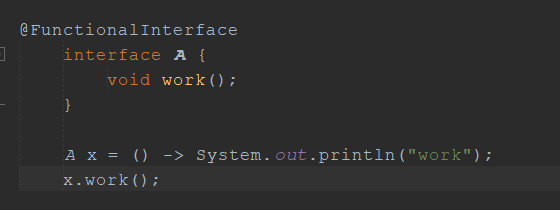 @FunctionalInterface
interface A {
void work();
}
A x = () -> System.out.println("work");
x.work();